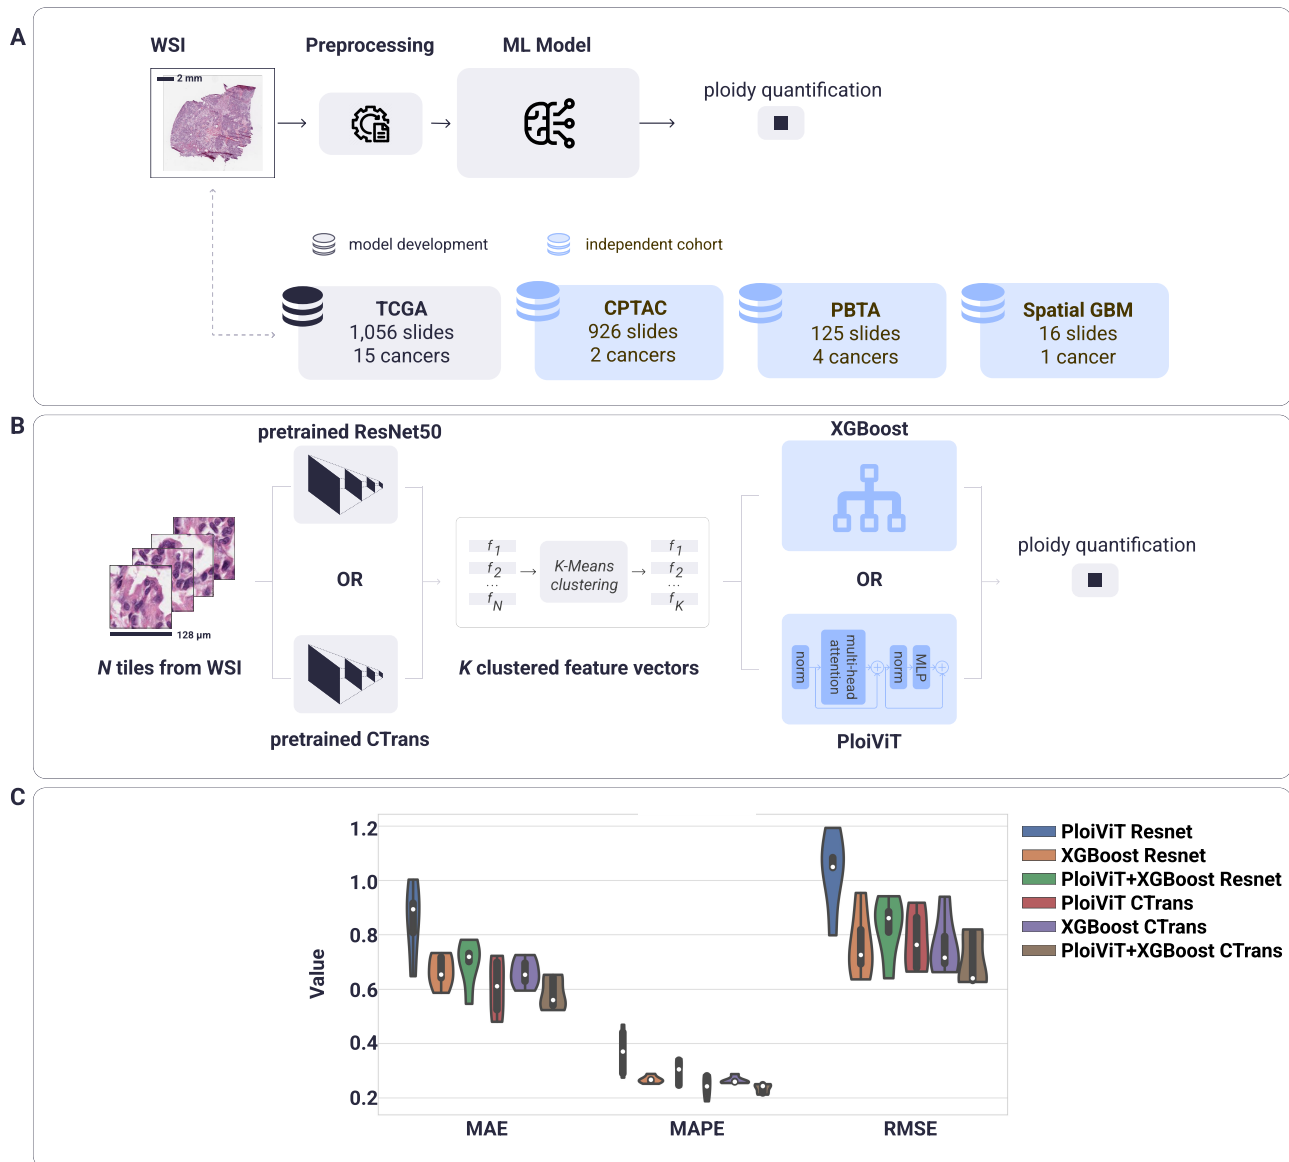 A
WSI
Preprocessing
ML Model
2 mm
ploidy quantification
model development
independent cohort
TCGA
1,056 slides
15 cancers
CPTAC
926 slides
2 cancers
PBTA
125 slides
4 cancers
Spatial GBM
16 slides
1 cancer
B
pretrained ResNet50
XGBoost
OR
128 µm
N tiles from WSI
pretrained CTrans
f1
f2
...
fN
K-Means
clustering
f1
f2
...
fK
K clustered feature vectors
OR
norm
multi-head
attention
norm
MLP
PloiViT
ploidy quantification
C
1.2
1.0
0.8
0.6
0.4
0.2
Value
MAE
MAPE
RMSE
PloiViT Resnet
XGBoost Resnet
PloiViT+XGBoost Resnet
PloiViT CTrans
XGBoost CTrans
PloiViT+XGBoost CTrans